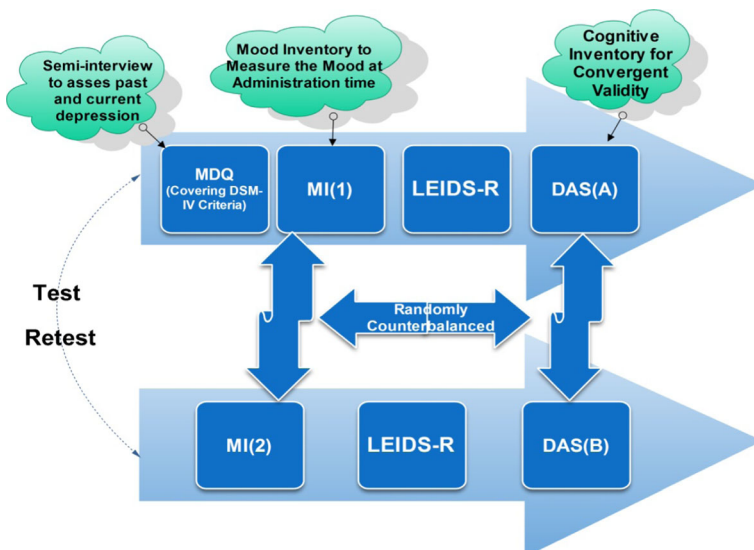 Semi-interview
to asses past
and current
depression
Mood Inventory to
Measure the Mood at
Administration time
Cognitive
Inventory for
Convergent
Validity
MDQ
(Covering DSM-
IV Criteria)
MI(1)
LEIDS-R
DAS(A)
Test
Retest
Randomly
Counterbalanced
MI(2)
LEIDS-R
DAS(B)